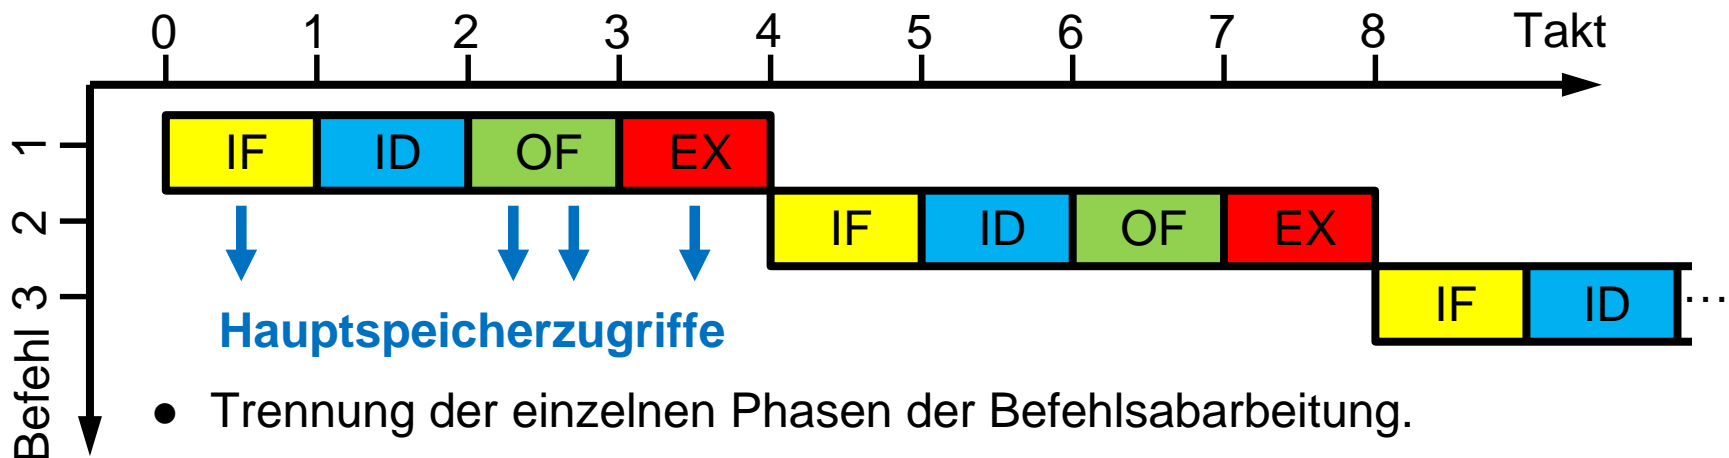 0 1 2 3 4 5 6 7 8 Takt
1 IF ID OF EX
2 IF ID OF EX
3 IF ID ...
Hauptspeicherzugriffe
Befehl
● Trennung der einzelnen Phasen der Befehlsabarbeitung.